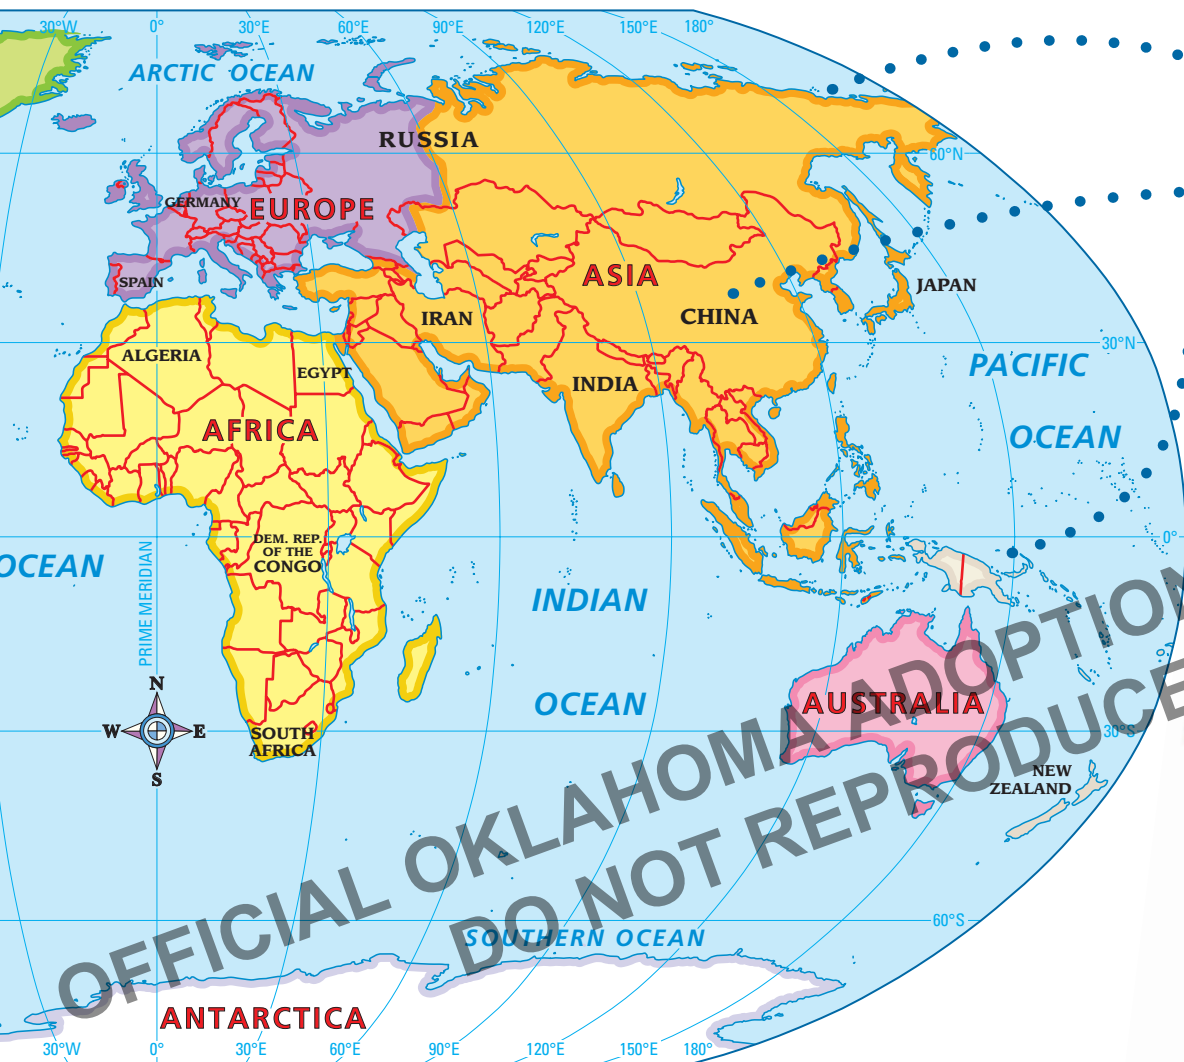 30°W 0° 30°E 60°E 90°E 120°E 150°E 180°
ARCTIC OCEAN
RUSSIA
60°N
GERMANY
EUROPE
ASIA
SPAIN
JAPAN
IRAN
CHINA
30°N
ALGERIA
EGYPT
INDIA
PACIFIC
OCEAN
AFRICA
DEM. REP.
OF THE
CONGO
0°
OCEAN
PRIME MERIDIAN
INDIAN
OCEAN
N
W E
S
AUSTRALIA
SOUTH
AFRICA
30°S
NEW
ZEALAND
OFFICIAL OKLAHOMA ADOPTION
DO NOT REPRODUCE
60°S
SOUTHERN OCEAN
ANTARCTICA
30°W 0° 30°E 60°E 90°E 120°E 150°E 180°